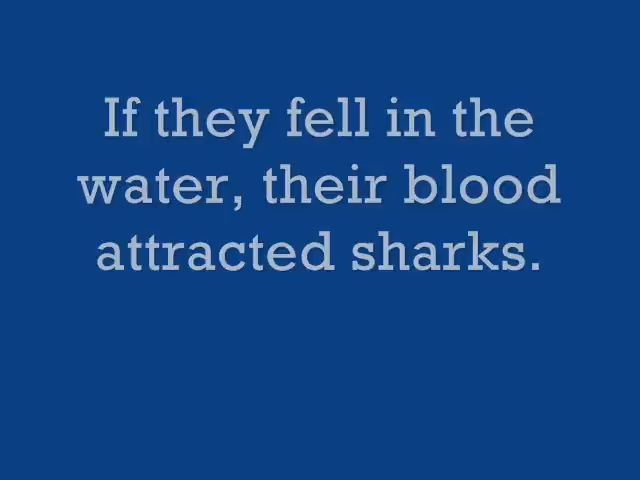 If they fell in the
water, their blood
attracted sharks.